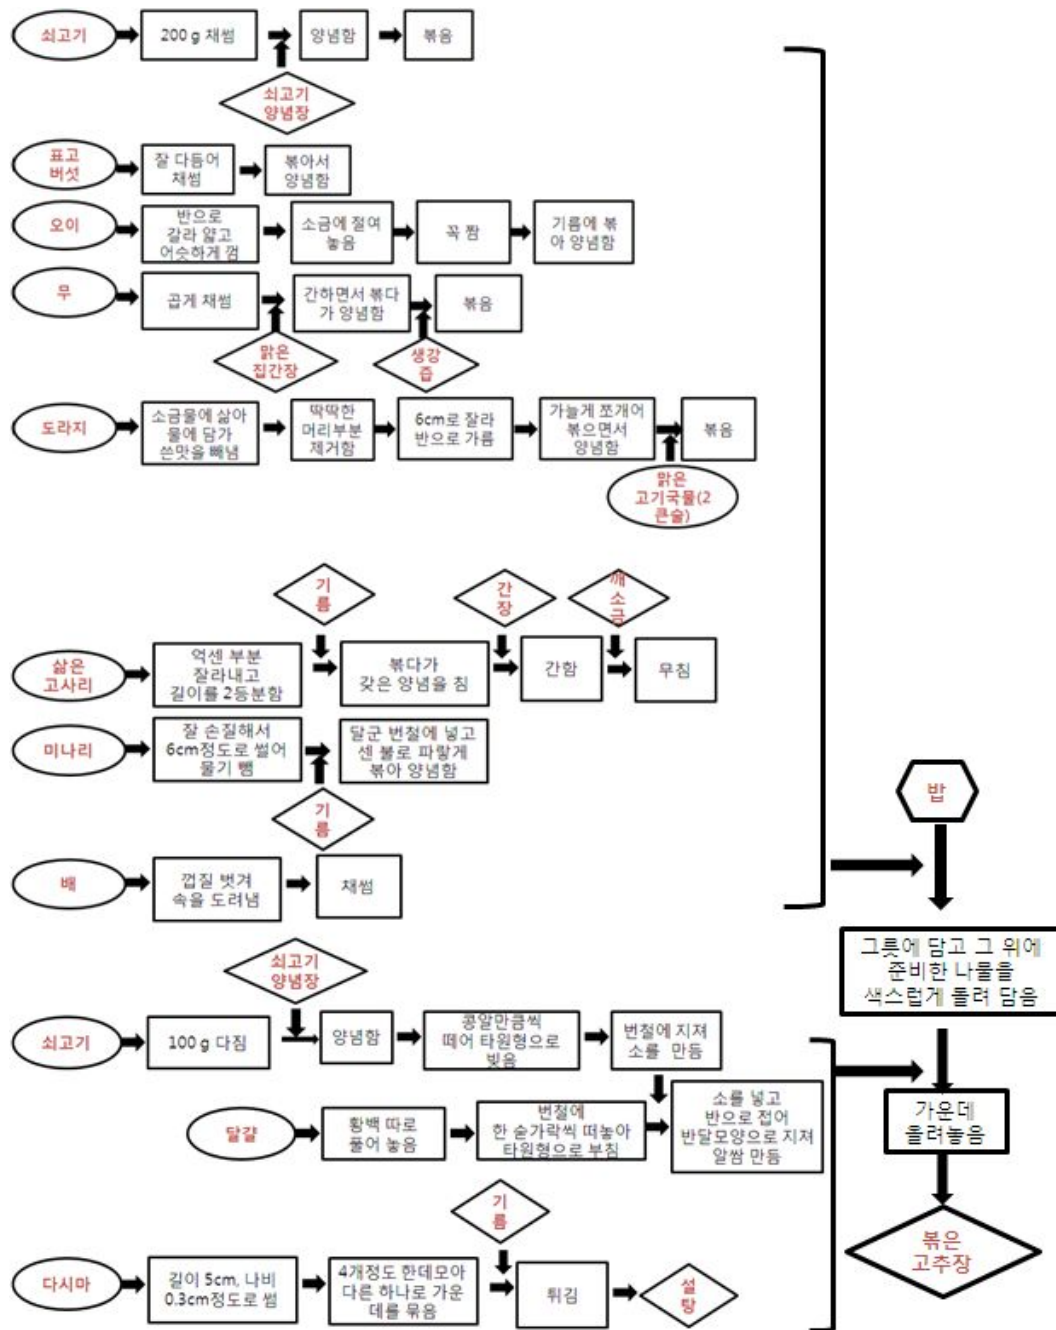 쇠고기
200 g 채썸
양념함
볶음
쇠고기
양념장
표고
버섯
잘 다듬어
채썸
볶아서
양념함
오이
반으로
갈라 얇고
어슷하게 껌
소금에 절여
놓음
꼭 짬
기름에 볶
아 양념함
무
곱게 채썸
간하면서 볶다
가 양념함
볶음
맑은
집간장
생강
즙
도라지
소금물에 삶아
물에 담가
쓴맛을 빼냄
딱딱한
머리부분
제거함
6cm로 잘라
반으로 가름
가늘게 쪼개어
볶으면서
양념함
볶음
맑은
고기국물(2
큰술)
기
름
간
장
깨
소
금
삶은
고사리
억센 부분
잘라내고
길이를 2등분함
볶다가
갖은 양념을 침
간함
무침
미나리
잘 손질해서
6cm정도로 썰어
물기 뺌
달군 번철에 넣고
센 불로 파랗게
볶아 양념함
기
름
밥
배
껍질 벗겨
속을 도려냄
채썸
그릇에 담고 그 위에
준비한 나물을
색스럽게 돌려 담음
쇠고기
양념장
쇠고기
100 g 다짐
양념함
콩알만큼씩
떼어 타원형으로
빚음
번철에 지져
소를 만듬
달걀
황백 따로
풀어 놓음
번철에
한 숟가락씩 떠놓아
타원형으로 부침
소를 넣고
반으로 접어
반달모양으로 지져
알쌈 만듬
가운데
올려놓음
볶은
고추장
기
름
다시마
길이 5cm, 나비
0.3cm정도로 썸
4개정도 한데모아
다른 하나로 가운
데를 묶음
튀김
설
탕